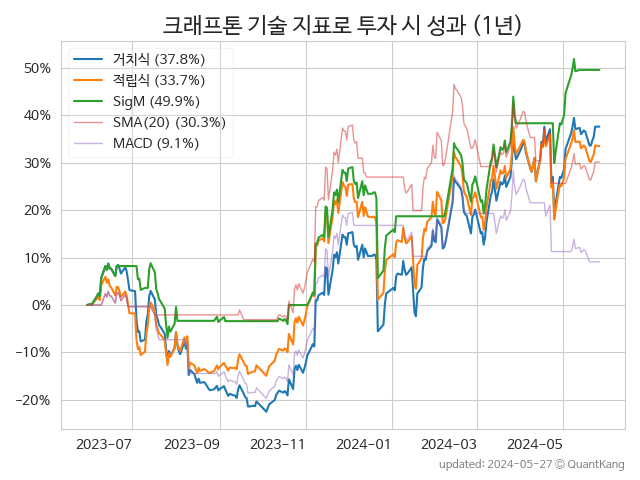 크래프톤 기술 지표로 투자 시 성과 (1년)
거치식 (37.8%)
적립식 (33.7%)
SigM (49.9%)
SMA(20) (30.3%)
MACD (9.1%)
50%
40%
30%
20%
10%
0%
−10%
−20%
2023-07
2023-09
2023-11
2024-01
2024-03
2024-05
updated: 2024-05-27 © QuantKang